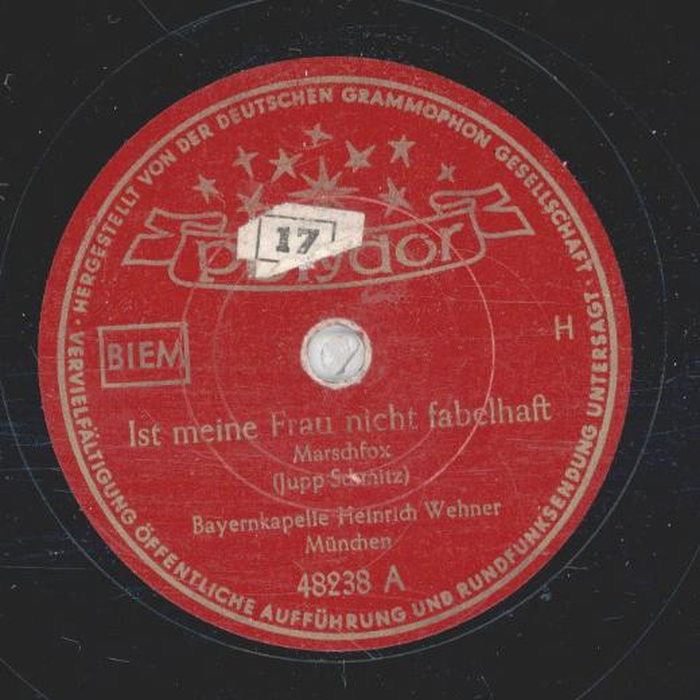 · HERGESTELLT VON DER DEUTSCHEN GRAMMOPHON GESELLSCHAFT ·
VERVIELFÄLTIGUNG ÖFFENTLICHE AUFFÜHRUNG UND RUNDFUNKSENDUNG UNTERSAGT
17
polydor
H
BIEM
Ist meine Frau nicht fabelhaft
Marschfox
(Jupp Schmitz)
Bayernkapelle Heinrich Wehner
München
48238 A